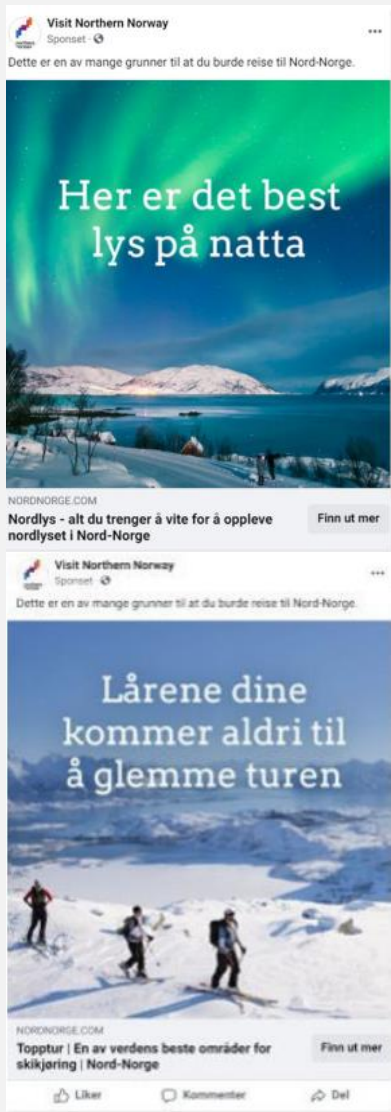 Visit Northern Norway
Sponset ·
Dette er en av mange grunner til at du burde reise til Nord-Norge.
Her er det best
lys på natta
NORDNORGE.COM
Nordlys - alt du trenger å vite for å oppleve
nordlyset i Nord-Norge
Finn ut mer
Visit Northern Norway
Sponset
Dette er en av mange grunner til at du burde reise til Nord-Norge.
Lårene dine
kommer aldri til
å glemme turen
NORDNORGE.COM
Topptur | En av verdens beste områder for
skikjøring | Nord-Norge
Finn ut mer
Liker
Kommenter
Del